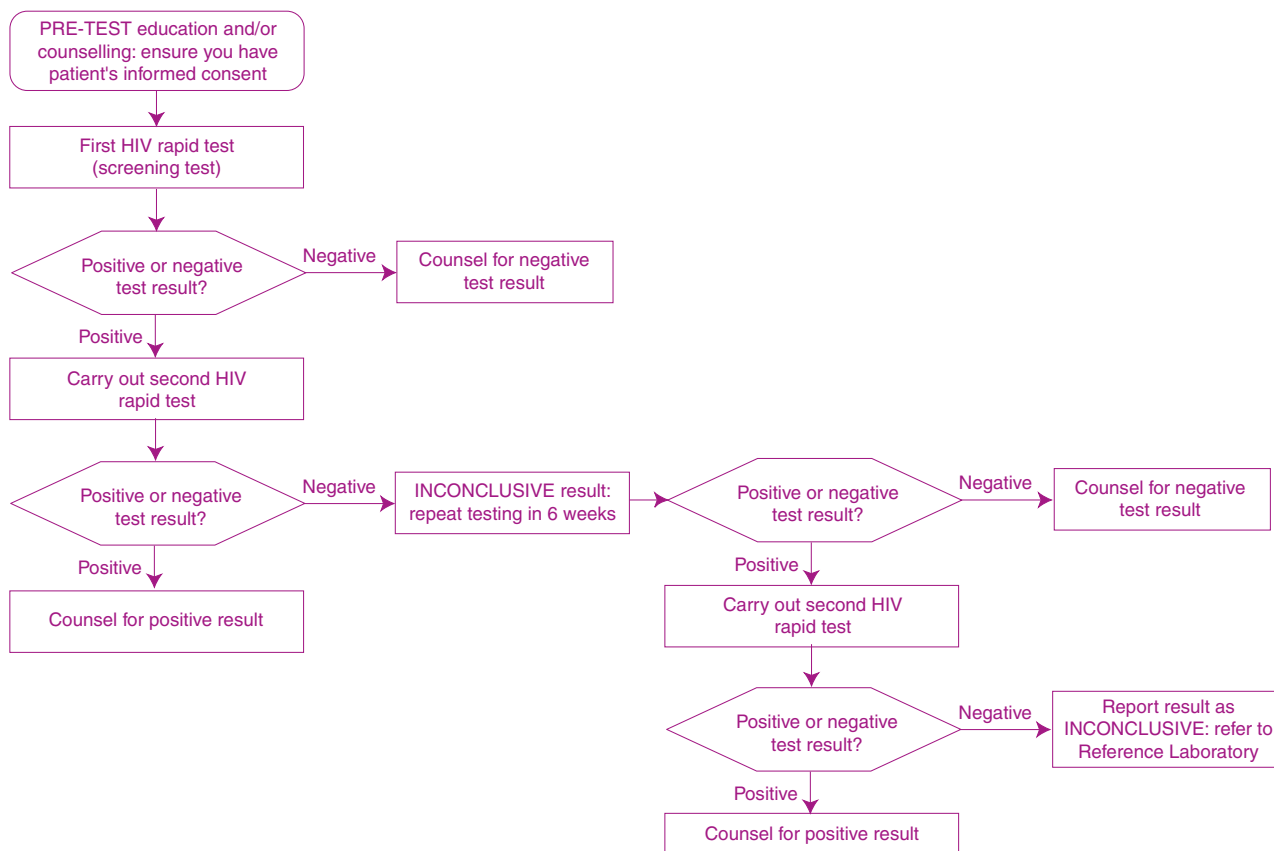 PRE-TEST education and/or
counselling: ensure you have
patient's informed consent
First HIV rapid test
(screening test)
Positive or negative
test result?
Negative
Counsel for negative
test result
Positive
Carry out second HIV
rapid test
Positive or negative
test result?
Negative
INCONCLUSIVE result:
repeat testing in 6 weeks
Positive or negative
test result?
Negative
Counsel for negative
test result
Positive
Counsel for positive result
Positive
Carry out second HIV
rapid test
Positive or negative
test result?
Negative
Report result as
INCONCLUSIVE: refer to
Reference Laboratory
Positive
Counsel for positive result